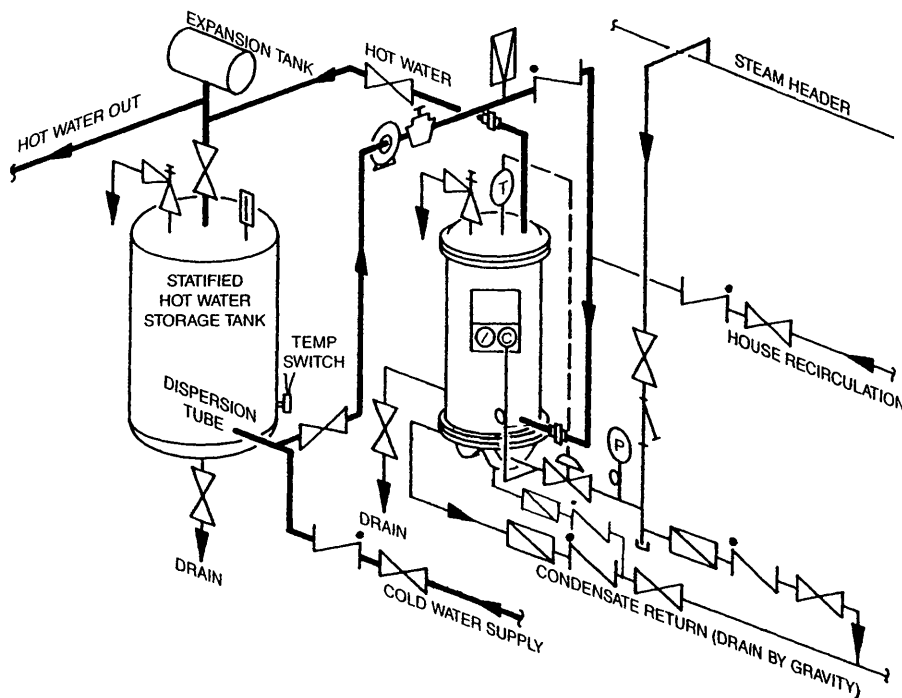 EXPANSION TANK
HOT WATER
STEAM HEADER
HOT WATER OUT
T
STATIFIED
HOT WATER
STORAGE TANK
TEMP
SWITCH
C
HOUSE RECIRCULATION
DISPERSION
TUBE
P
DRAIN
DRAIN
COLD WATER SUPPLY
CONDENSATE RETURN (DRAIN BY GRAVITY)